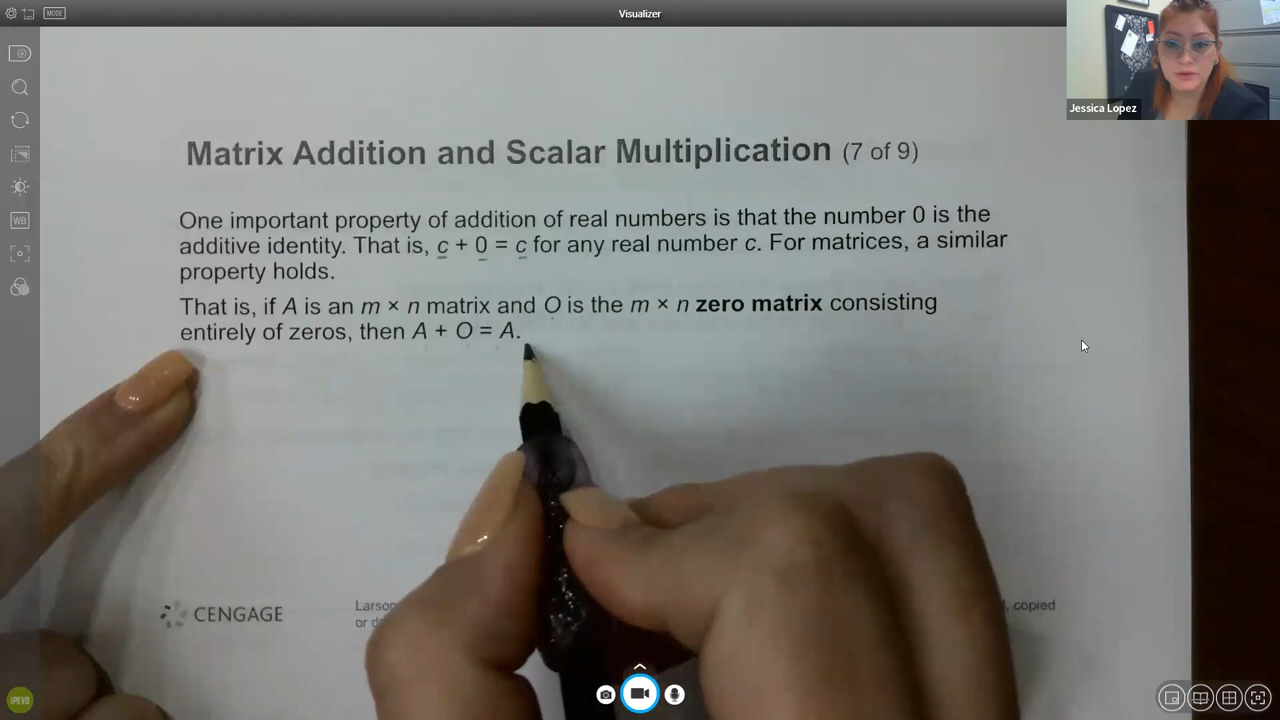 MODE
Visualizer
WB
Jessica Lopez
Matrix Addition and Scalar Multiplication (7 of 9)
One important property of addition of real numbers is that the number 0 is the
additive identity. That is, c + 0 = c for any real number c. For matrices, a similar
property holds.
That is, if A is an m × n matrix and O is the m × n zero matrix consisting
entirely of zeros, then A + O = A.
CENGAGE
copied
or
IPEVO